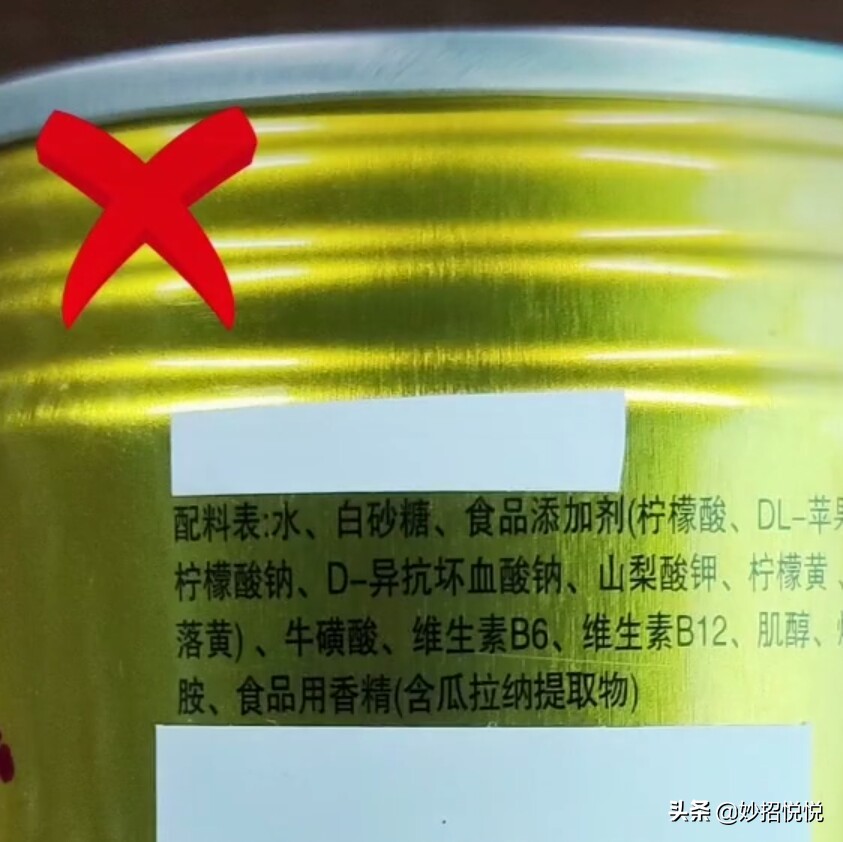 配料表:水、白砂糖、食品添加剂(柠檬酸、DL-苹
柠檬酸钠、D-异抗坏血酸钠、山梨酸钾、柠檬黄、
落黄)、牛磺酸、维生素B6、维生素B12、肌醇、
胺、食品用香精(含瓜拉纳提取物)
头条 @妙招悦悦